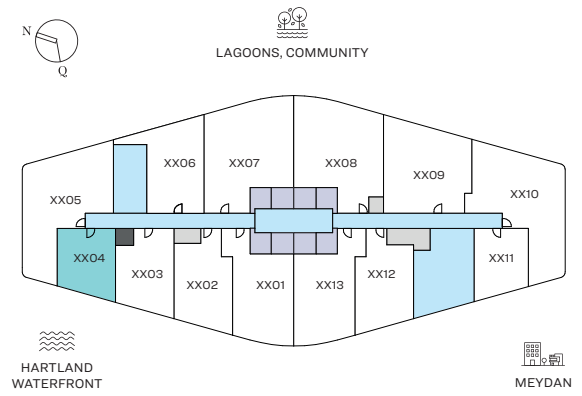 N
Q
LAGOONS, COMMUNITY
XX06
XX07
XX08
XX09
XX05
XX10
XX04
XX03
XX02
XX01
XX13
XX12
XX11
HARTLAND
WATERFRONT
MEYDAN